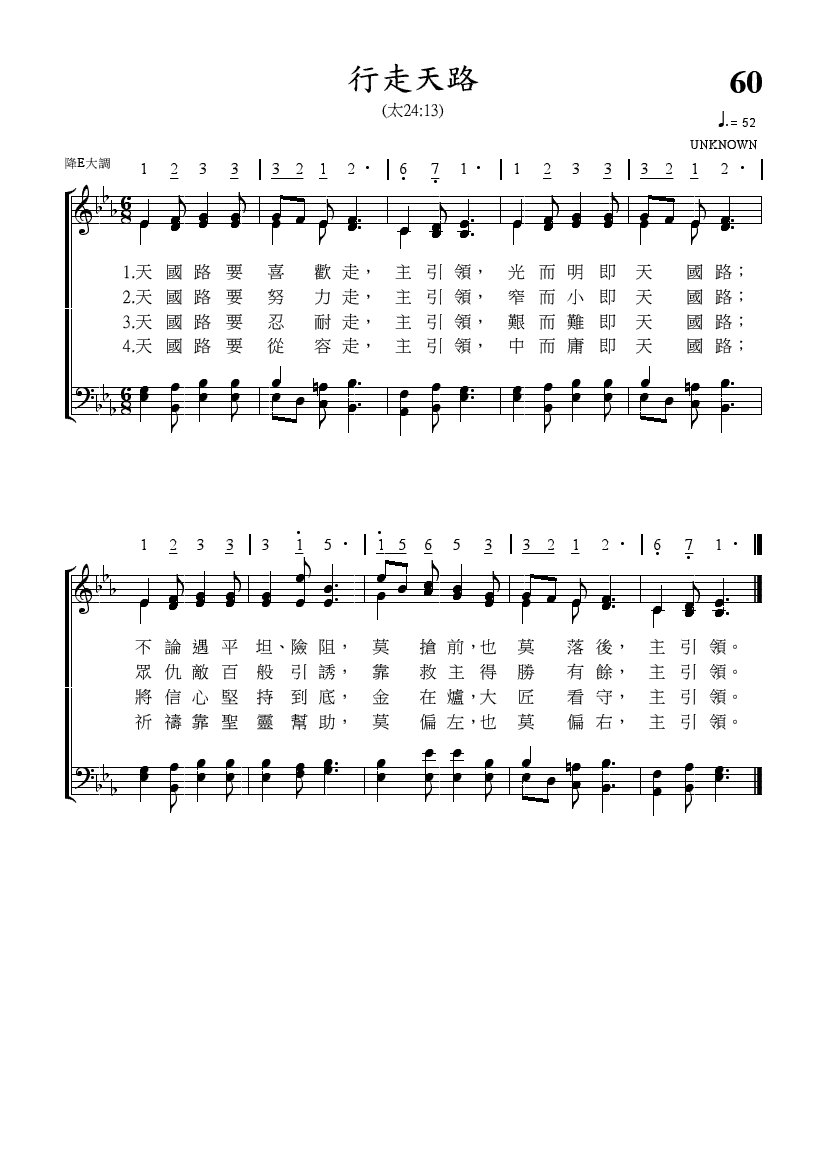 行走天路
60
(太24:13)
♩.= 52
UNKNOWN
降E大調
1 2 3 3 | 3 2 1 2 • | 6 7 1 • | 1 2 3 3 | 3 2 1 2 • |
1.天國路要喜歡走，主引領，光而明即天國路；
2.天國路要努力走，主引領，窄而小即天國路；
3.天國路要忍耐走，主引領，艱而難即天國路；
4.天國路要從容走，主引領，中而庸即天國路；
1 2 3 3 | 3 1 5 • | 1 5 6 5 3 | 3 2 1 2 • | 6 7 1 •
不論遇平坦、險阻，莫搶前，也莫落後，主引領。
眾仇敵百般引誘，靠救主得勝有餘，主引領。
將信心堅持到底，金在爐，大匠看守，主引領。
祈禱靠聖靈幫助，莫偏左，也莫偏右，主引領。